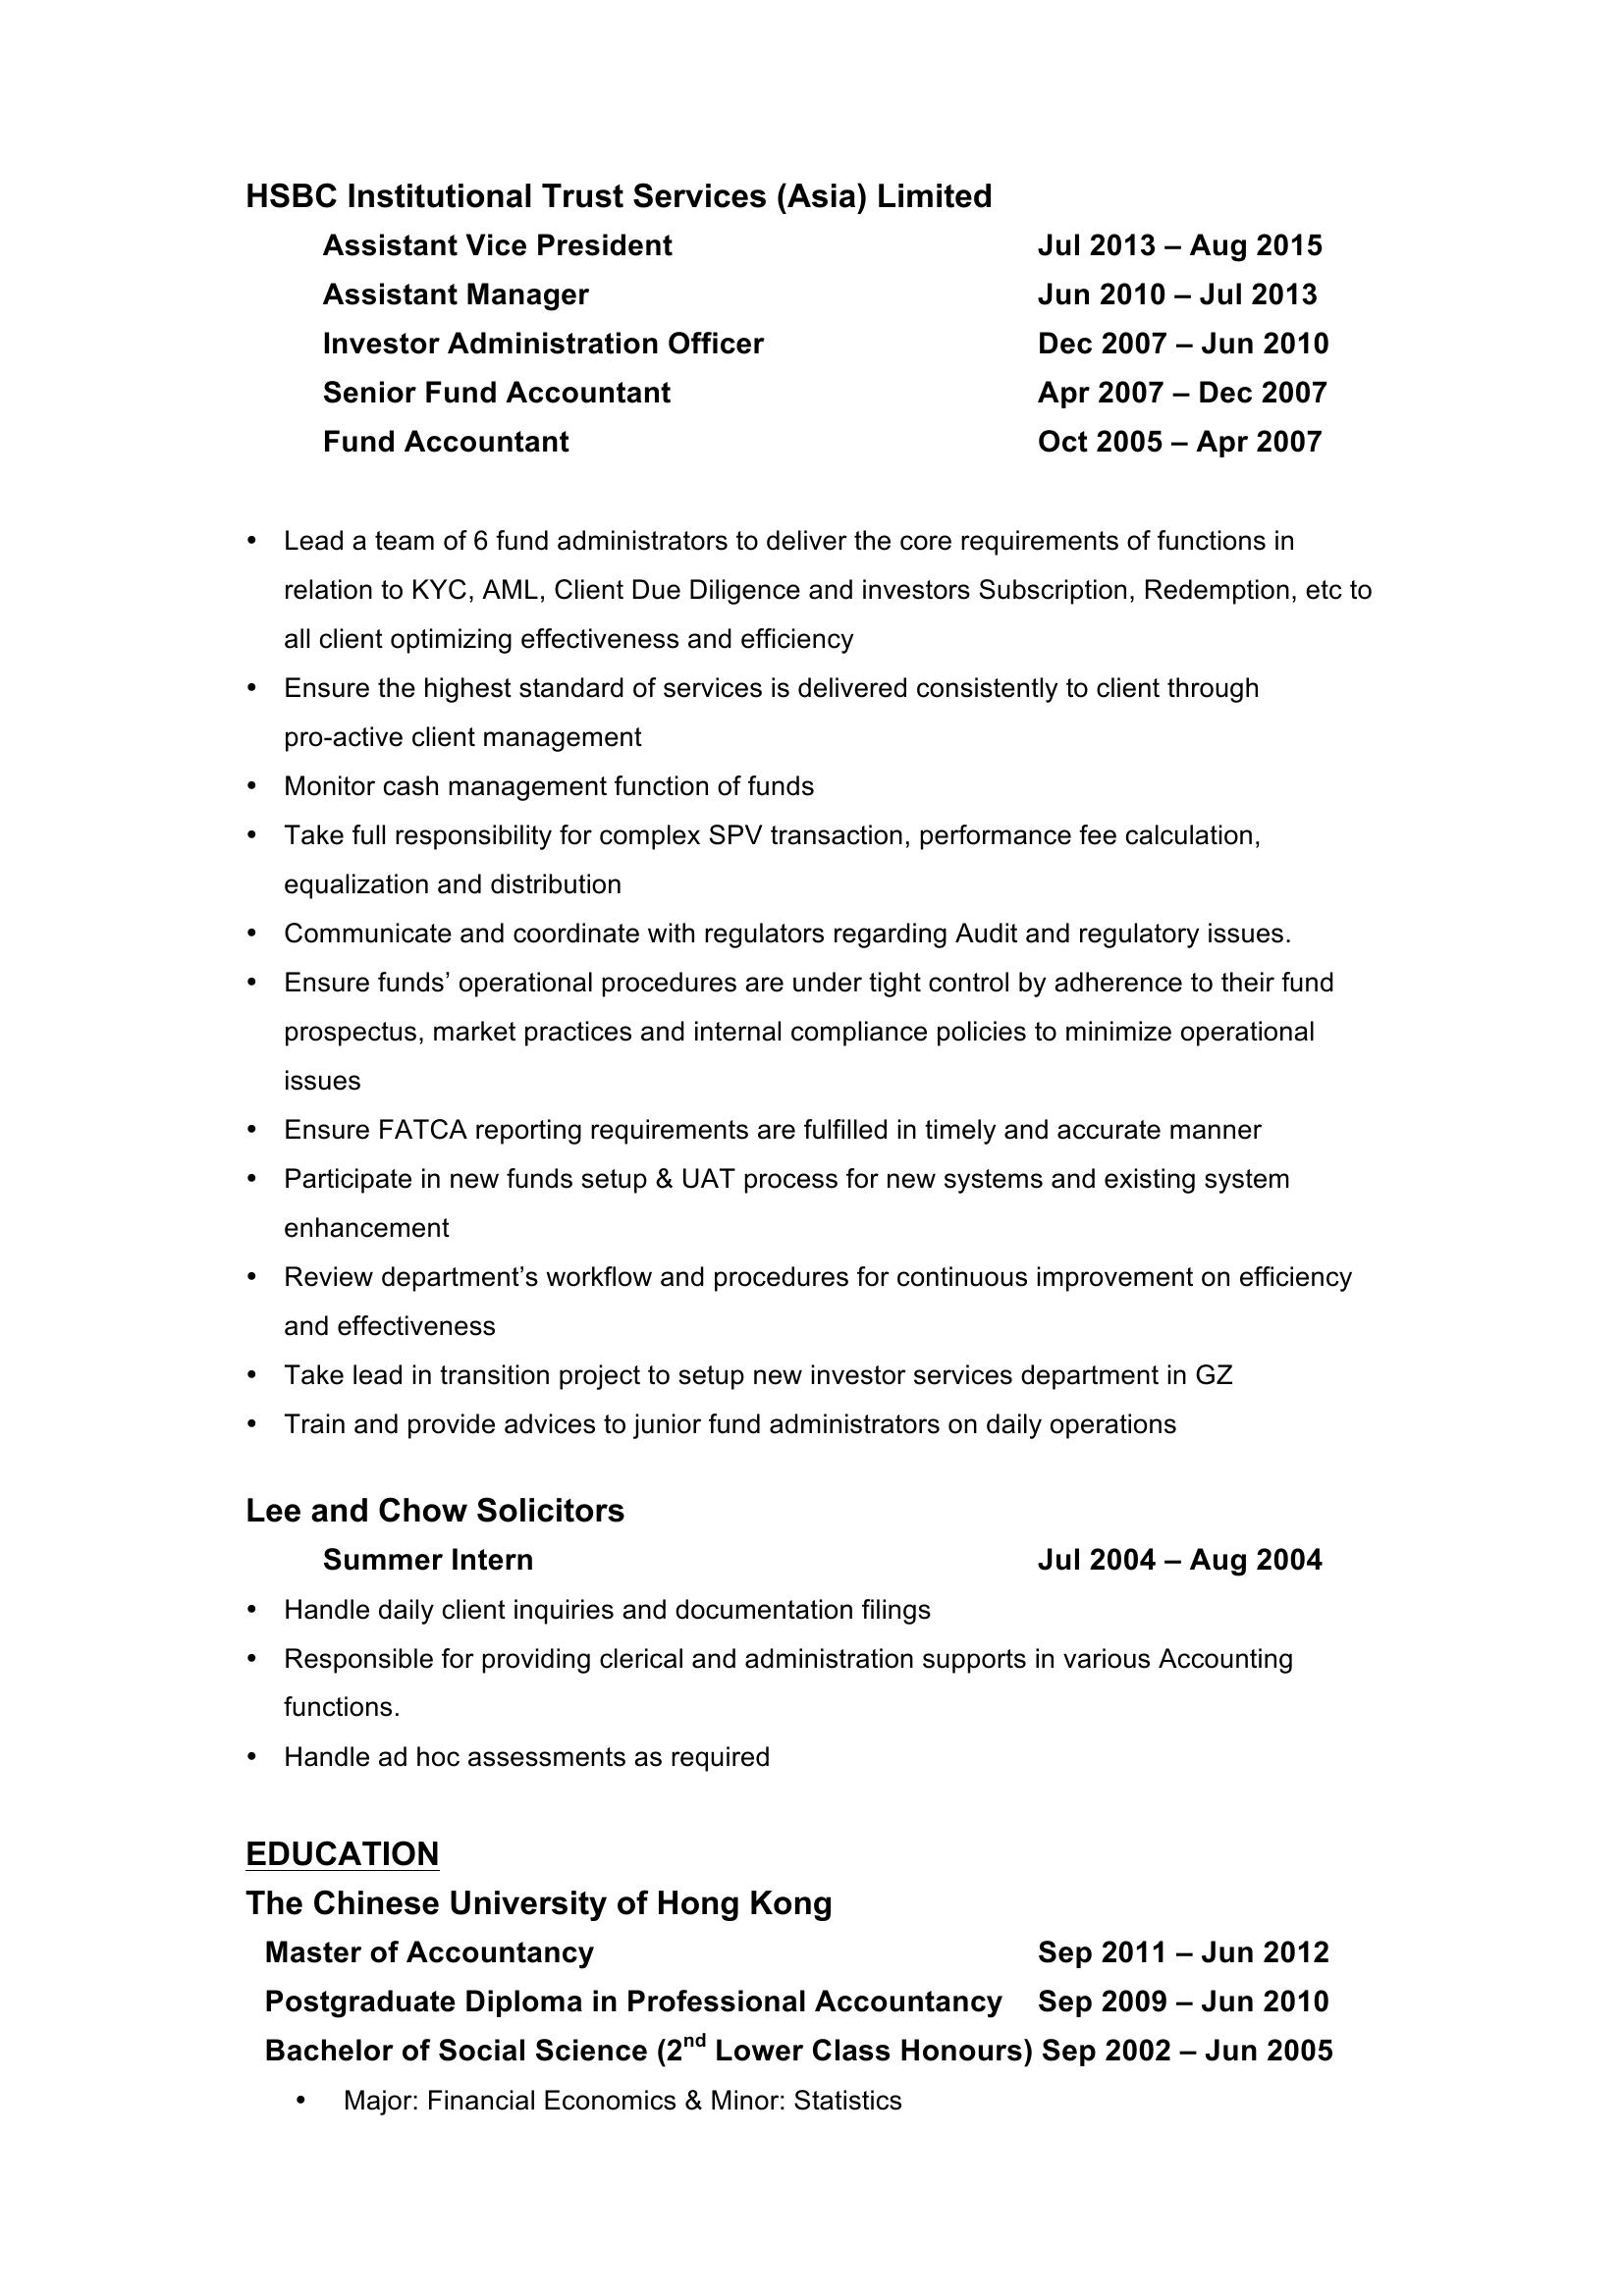 HSBC Institutional Trust Services (Asia) Limited
Assistant Vice President Jul 2013 – Aug 2015
Assistant Manager Jun 2010 – Jul 2013
Investor Administration Officer Dec 2007 – Jun 2010
Senior Fund Accountant Apr 2007 – Dec 2007
Fund Accountant Oct 2005 – Apr 2007
• Lead a team of 6 fund administrators to deliver the core requirements of functions in
relation to KYC, AML, Client Due Diligence and investors Subscription, Redemption, etc to
all client optimizing effectiveness and efficiency
• Ensure the highest standard of services is delivered consistently to client through
pro-active client management
• Monitor cash management function of funds
• Take full responsibility for complex SPV transaction, performance fee calculation,
equalization and distribution
• Communicate and coordinate with regulators regarding Audit and regulatory issues.
• Ensure funds’ operational procedures are under tight control by adherence to their fund
prospectus, market practices and internal compliance policies to minimize operational
issues
• Ensure FATCA reporting requirements are fulfilled in timely and accurate manner
• Participate in new funds setup & UAT process for new systems and existing system
enhancement
• Review department’s workflow and procedures for continuous improvement on efficiency
and effectiveness
• Take lead in transition project to setup new investor services department in GZ
• Train and provide advices to junior fund administrators on daily operations
Lee and Chow Solicitors
Summer Intern Jul 2004 – Aug 2004
• Handle daily client inquiries and documentation filings
• Responsible for providing clerical and administration supports in various Accounting
functions.
• Handle ad hoc assessments as required
EDUCATION
The Chinese University of Hong Kong
Master of Accountancy Sep 2011 – Jun 2012
Postgraduate Diploma in Professional Accountancy Sep 2009 – Jun 2010
Bachelor of Social Science (2nd Lower Class Honours) Sep 2002 – Jun 2005
• Major: Financial Economics & Minor: Statistics